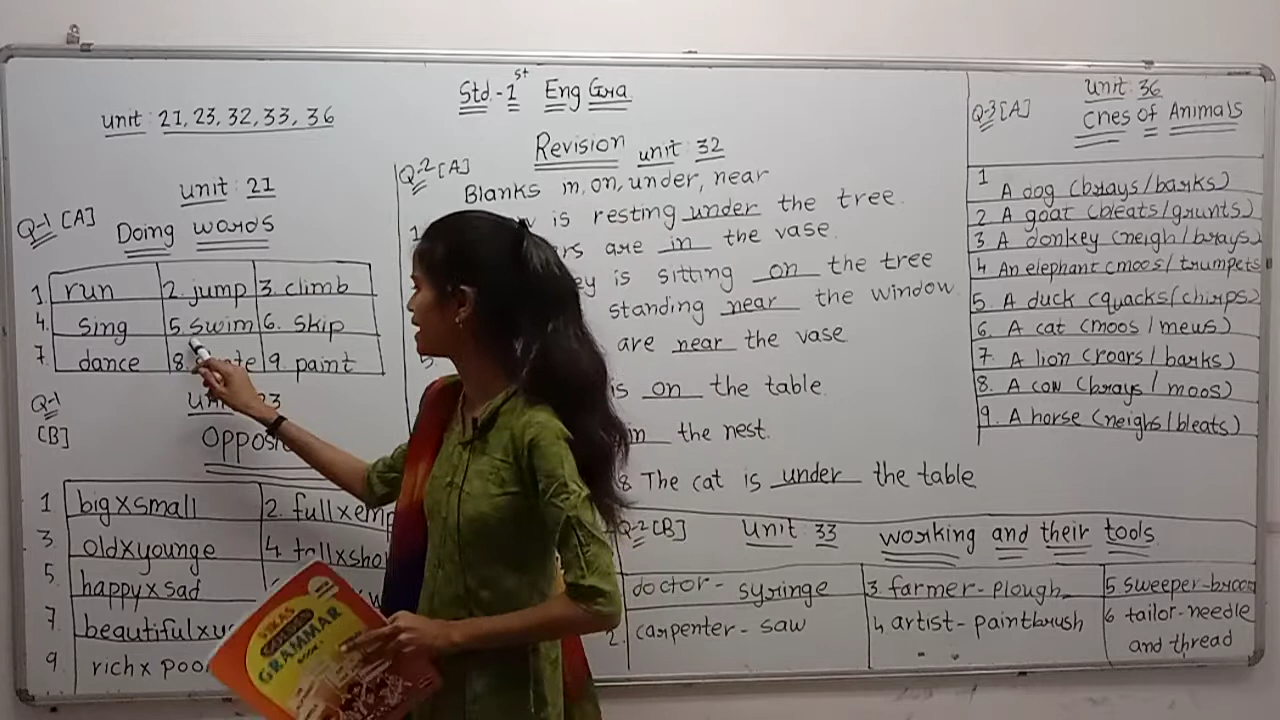 Std.-1st Eng Gra.
unit: 21, 23, 32, 33, 36
Revision
unit: 21
Q-1 [A]
Doing words
1. run 2. jump 3. climb
4. sing 5. swim 6. skip
7. dance 8. 9. paint
Q-1
[B]
23
1 big x small 2. full x emp
3. old x younge 4 tall x sho
5. happy x sad
7. beautiful x u
9 rich x poo
Q-2 [A]
unit: 32
Blanks in, on, under, near
1. is resting under the tree.
are in the vase.
is sitting on the tree
standing near the window.
5. are near the vase
is on the table.
in the nest.
8 The cat is under the table
Q-2 [B] unit: 33 working and their tools
doctor - syringe 3. farmer - plough 5 sweeper-broom
2. carpenter - saw 4 artist - paintbrush 6 tailor-needle
and thread
unit: 36
Q-3 [A] Cries of Animals
1 A dog (brays/barks)
2 A goat (bleats/grunts)
3 A donkey (neigh/brays)
4 An elephant (moos/trumpets
5. A duck (quacks/chirps)
6. A cat (moos/mews)
7. A lion (roars/barks)
8. A cow (brays/moos)
9. A horse (neighs/bleats)
VIKAS
GRAMMAR
BOOK